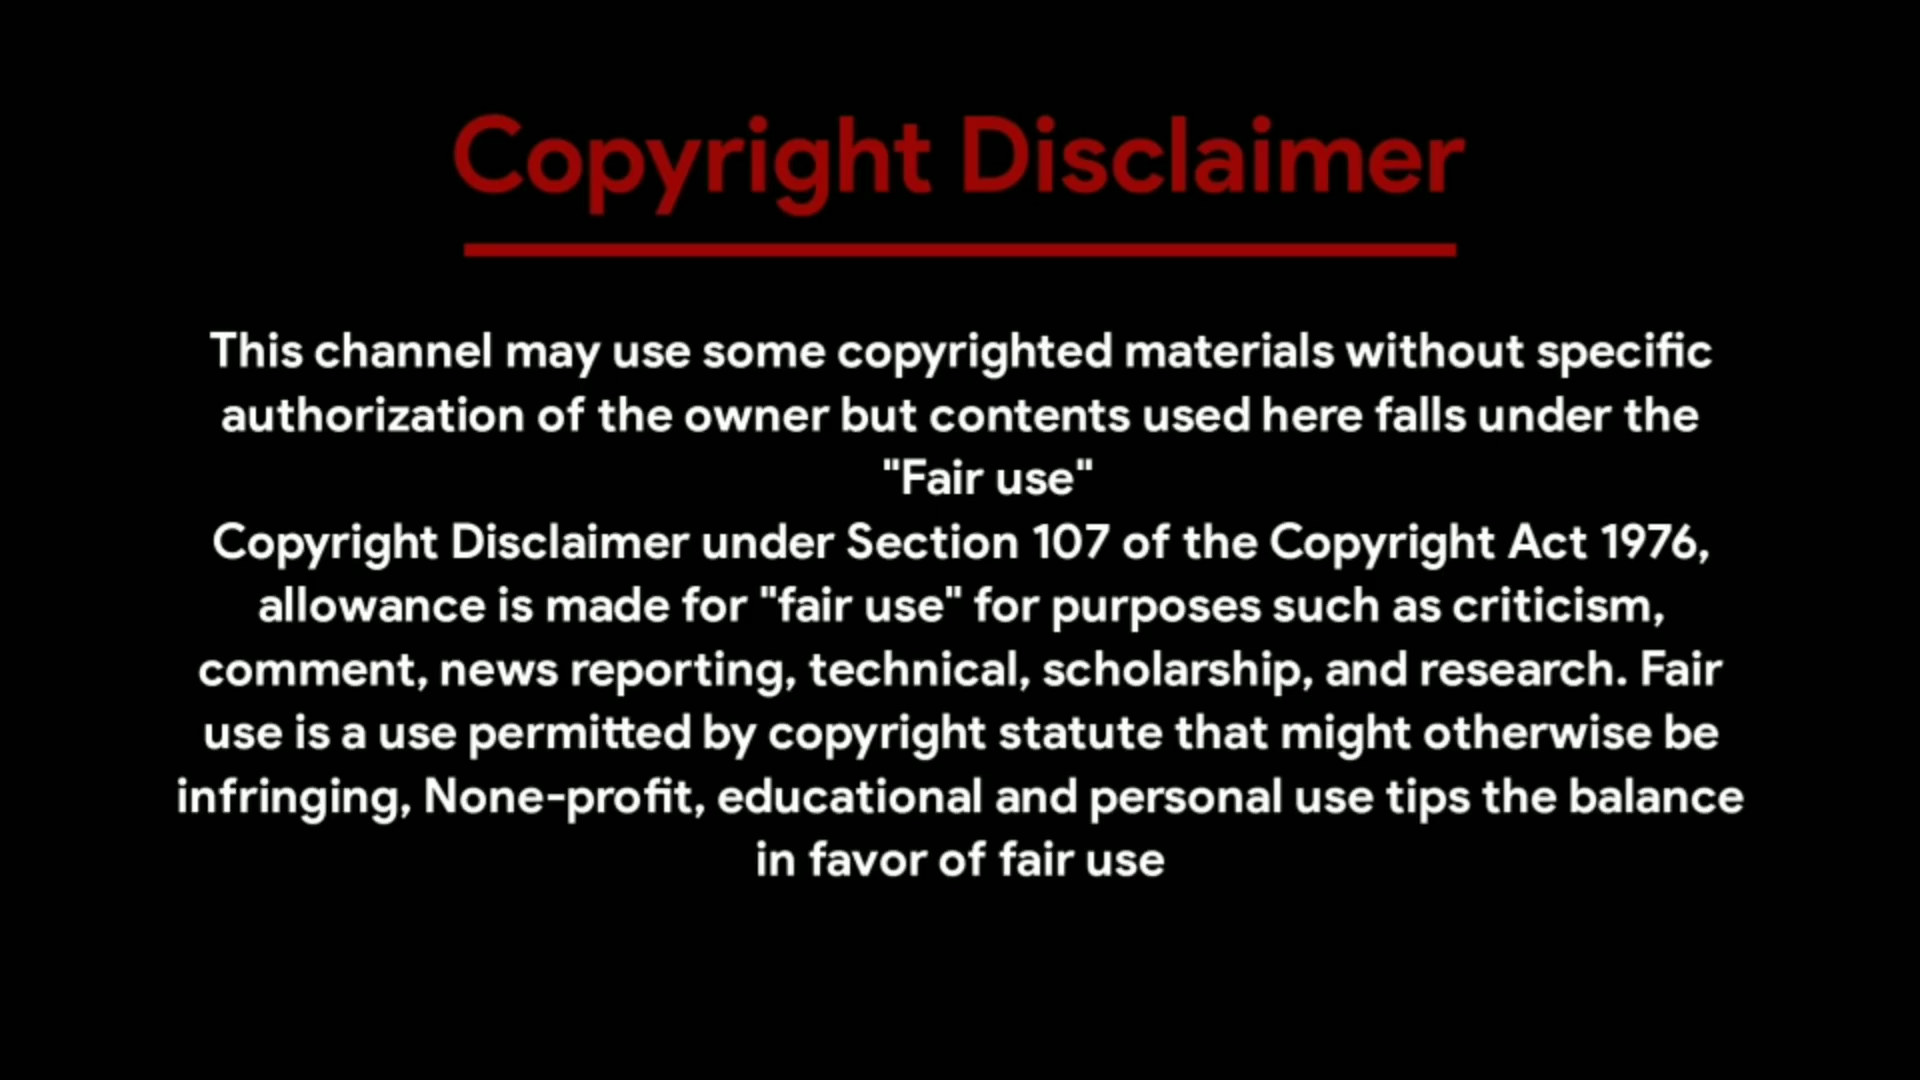 Copyright Disclaimer
This channel may use some copyrighted materials without specific
authorization of the owner but contents used here falls under the
"Fair use"
Copyright Disclaimer under Section 107 of the Copyright Act 1976,
allowance is made for "fair use" for purposes such as criticism,
comment, news reporting, technical, scholarship, and research. Fair
use is a use permitted by copyright statute that might otherwise be
infringing, None-profit, educational and personal use tips the balance
in favor of fair use